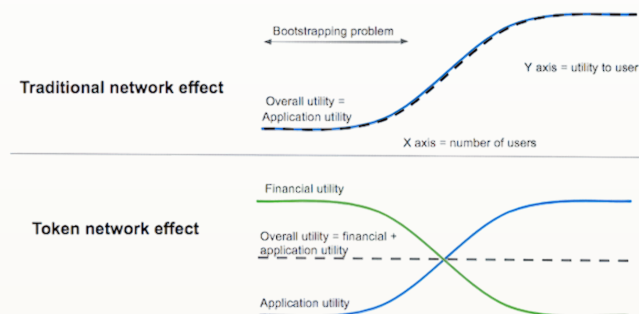 Bootstrapping problem
Traditional network effect
Y axis = utility to user
Overall utility =
Application utility
X axis = number of users
Financial utility
Token network effect
Overall utility = financial +
application utility
Application utility